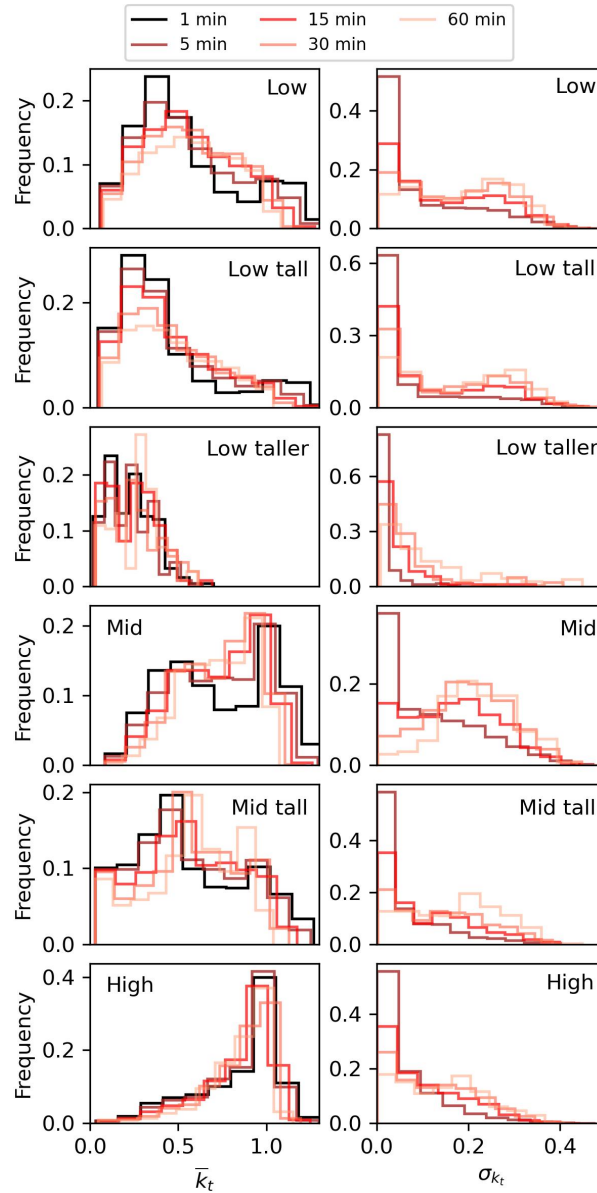 1 min 15 min 60 min
5 min 30 min
Frequency 0.2 0.1 0.0 Low 0.4 0.2 0.0 Low
Frequency 0.2 0.0 Low tall 0.6 0.3 0.0 Low tall
Frequency 0.2 0.1 0.0 Low taller 0.6 0.3 0.0 Low taller
Frequency 0.2 0.1 0.0 Mid 0.2 0.0 Mid
Frequency 0.2 0.1 0.0 Mid tall 0.4 0.2 0.0 Mid tall
Frequency 0.4 0.2 0.0 High 0.4 0.2 0.0 High
0.0 0.5 1.0 0.0 0.2 0.4
k̅_t σ_{k_t}